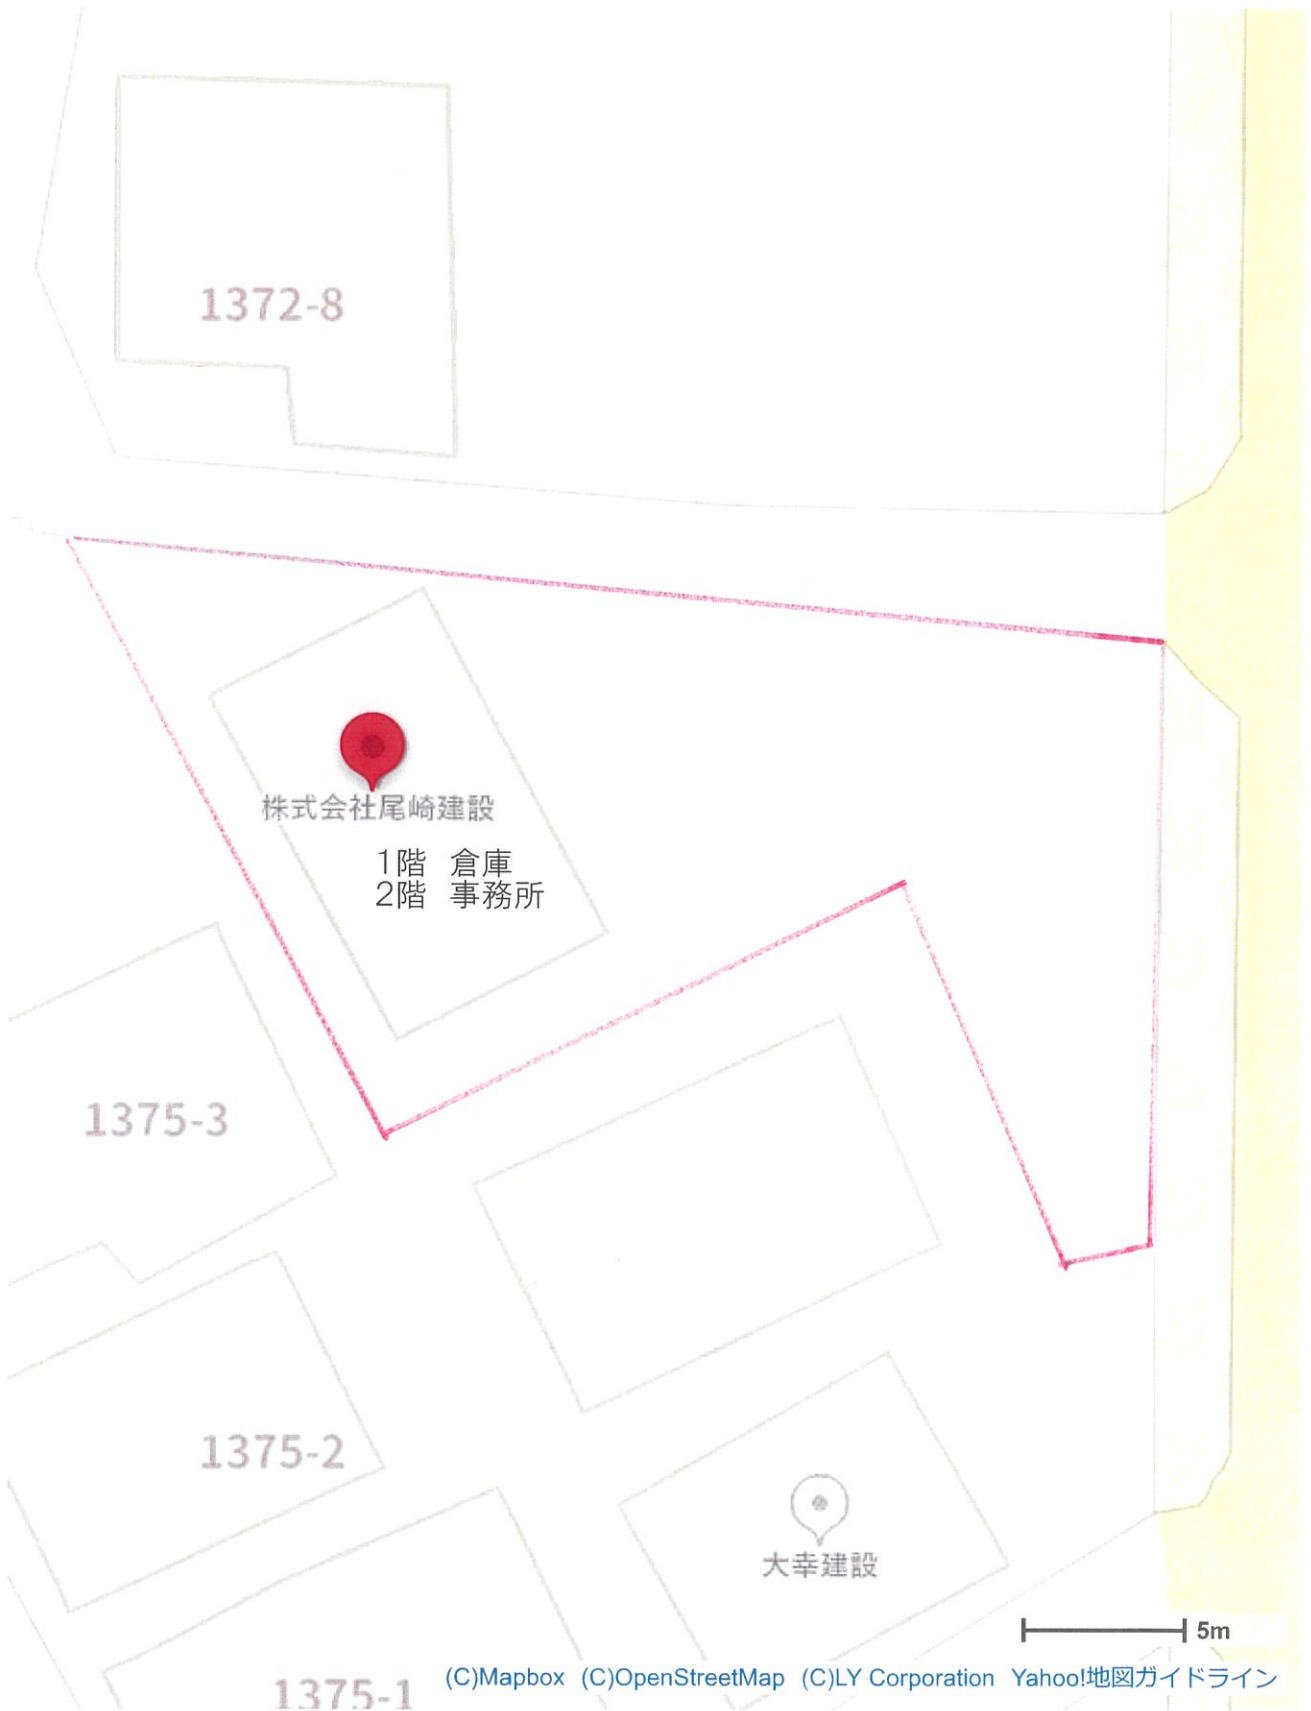 1372-8
株式会社尾崎建設
1階 倉庫
2階 事務所
1375-3
1375-2
大幸建設
5m
1375-1
(C)Mapbox (C)OpenStreetMap (C)LY Corporation Yahoo!地図ガイドライン